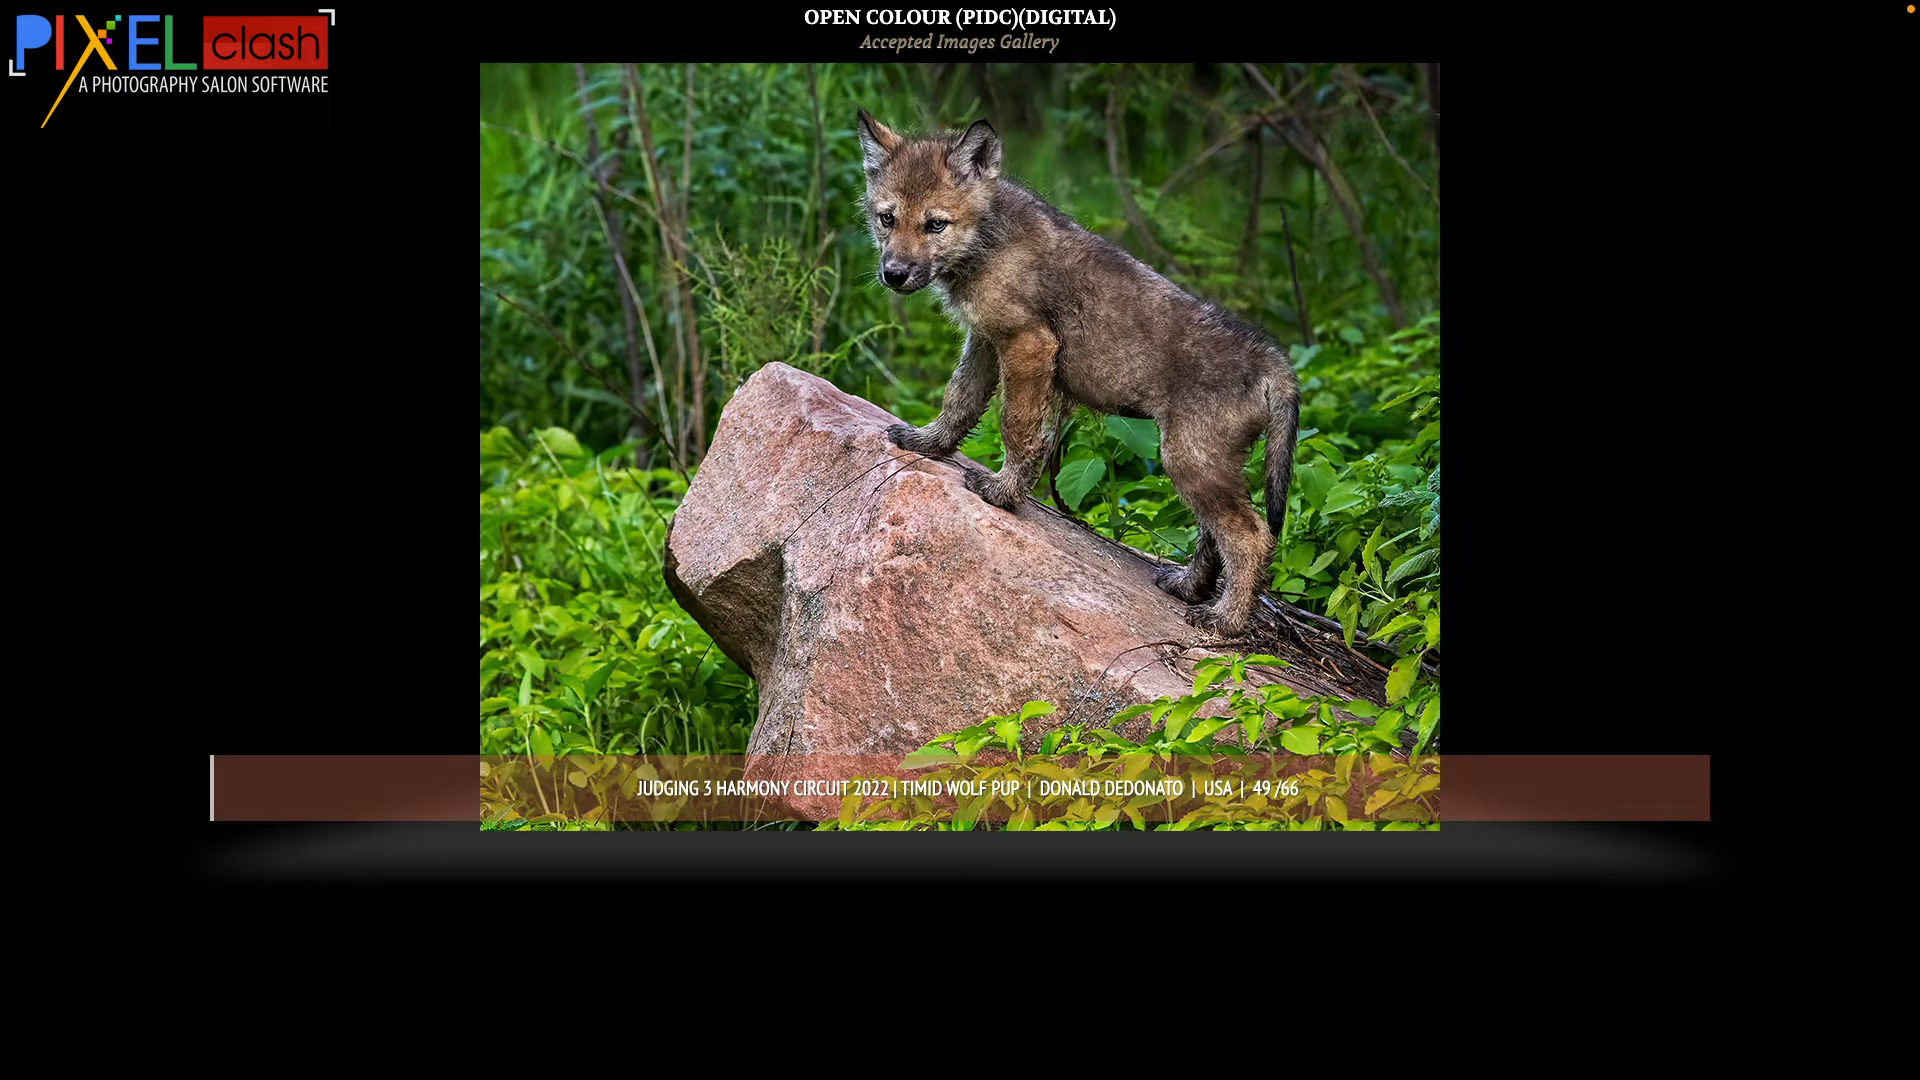 PIXEL clash
A PHOTOGRAPHY SALON SOFTWARE
OPEN COLOUR (PIDC)(DIGITAL)
Accepted Images Gallery
JUDGING 3 HARMONY CIRCUIT 2022 | TIMID WOLF PUP | DONALD DEDONATO | USA | 49 /66